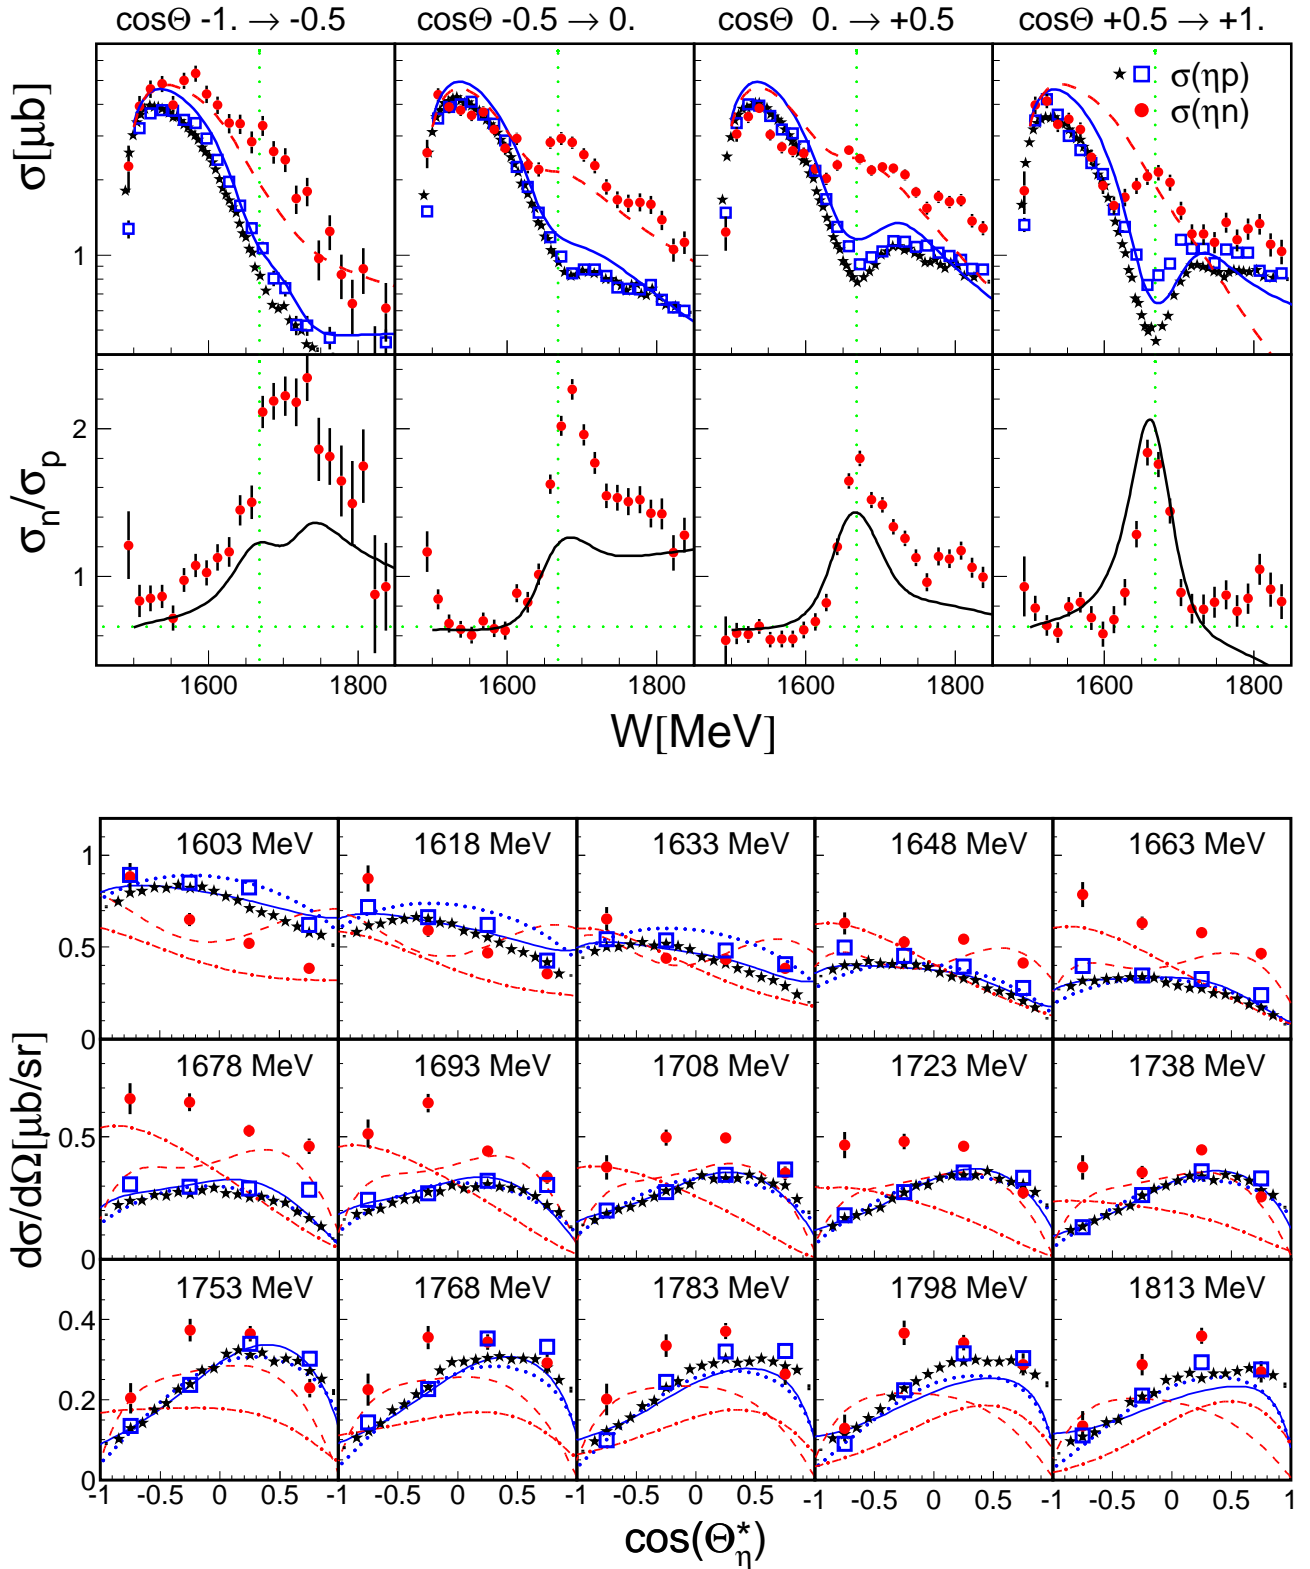 cosΘ -1. → -0.5 cosΘ -0.5 → 0. cosΘ 0. → +0.5 cosΘ +0.5 → +1.
σ[μb]
1
σ(ηp)
σ(ηn)
σn/σp
2
1
1600 1800 1600 1800 1600 1800 1600 1800
W[MeV]
dσ/dΩ[μb/sr]
1603 MeV 1618 MeV 1633 MeV 1648 MeV 1663 MeV
1
0.5
0
1678 MeV 1693 MeV 1708 MeV 1723 MeV 1738 MeV
0.5
0
1753 MeV 1768 MeV 1783 MeV 1798 MeV 1813 MeV
0.4
0.2
0
-1 -0.5 0 0.5 -1 -0.5 0 0.5 -1 -0.5 0 0.5 -1 -0.5 0 0.5 -1 -0.5 0 0.5 1
cos(Θ*η)